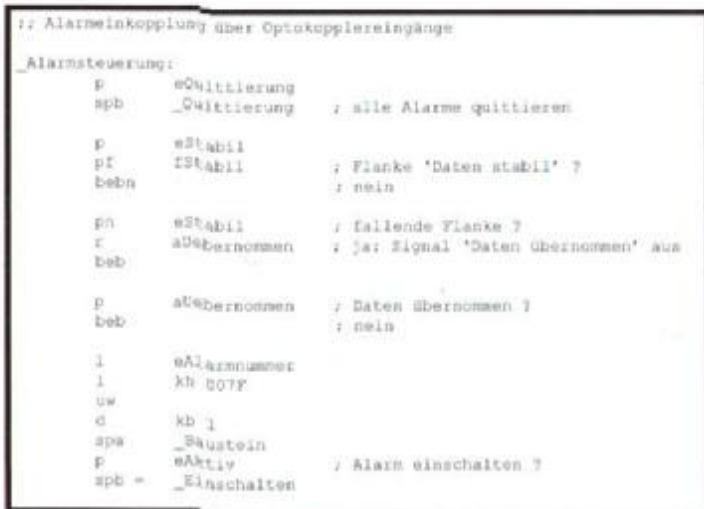 ;; Alarmeinkopplung über Optokopplereingänge
_Alarmsteuerung:
p eQuittierung
spb _Quittierung ; alle Alarme quittieren
p eStabil
pf fStabil ; Flanke 'Daten stabil' ?
bebn ; nein
pn eStabil ; fallende Flanke ?
r aUebernommen ; ja: Signal 'Daten übernommen' aus
beb
p aUebernommen ; Daten übernommen ?
beb ; nein
l eAlarmnummer
l kh 007F
uw
d kb 1
spa _Baustein
p eAktiv ; Alarm einschalten ?
spb = _Einschalten